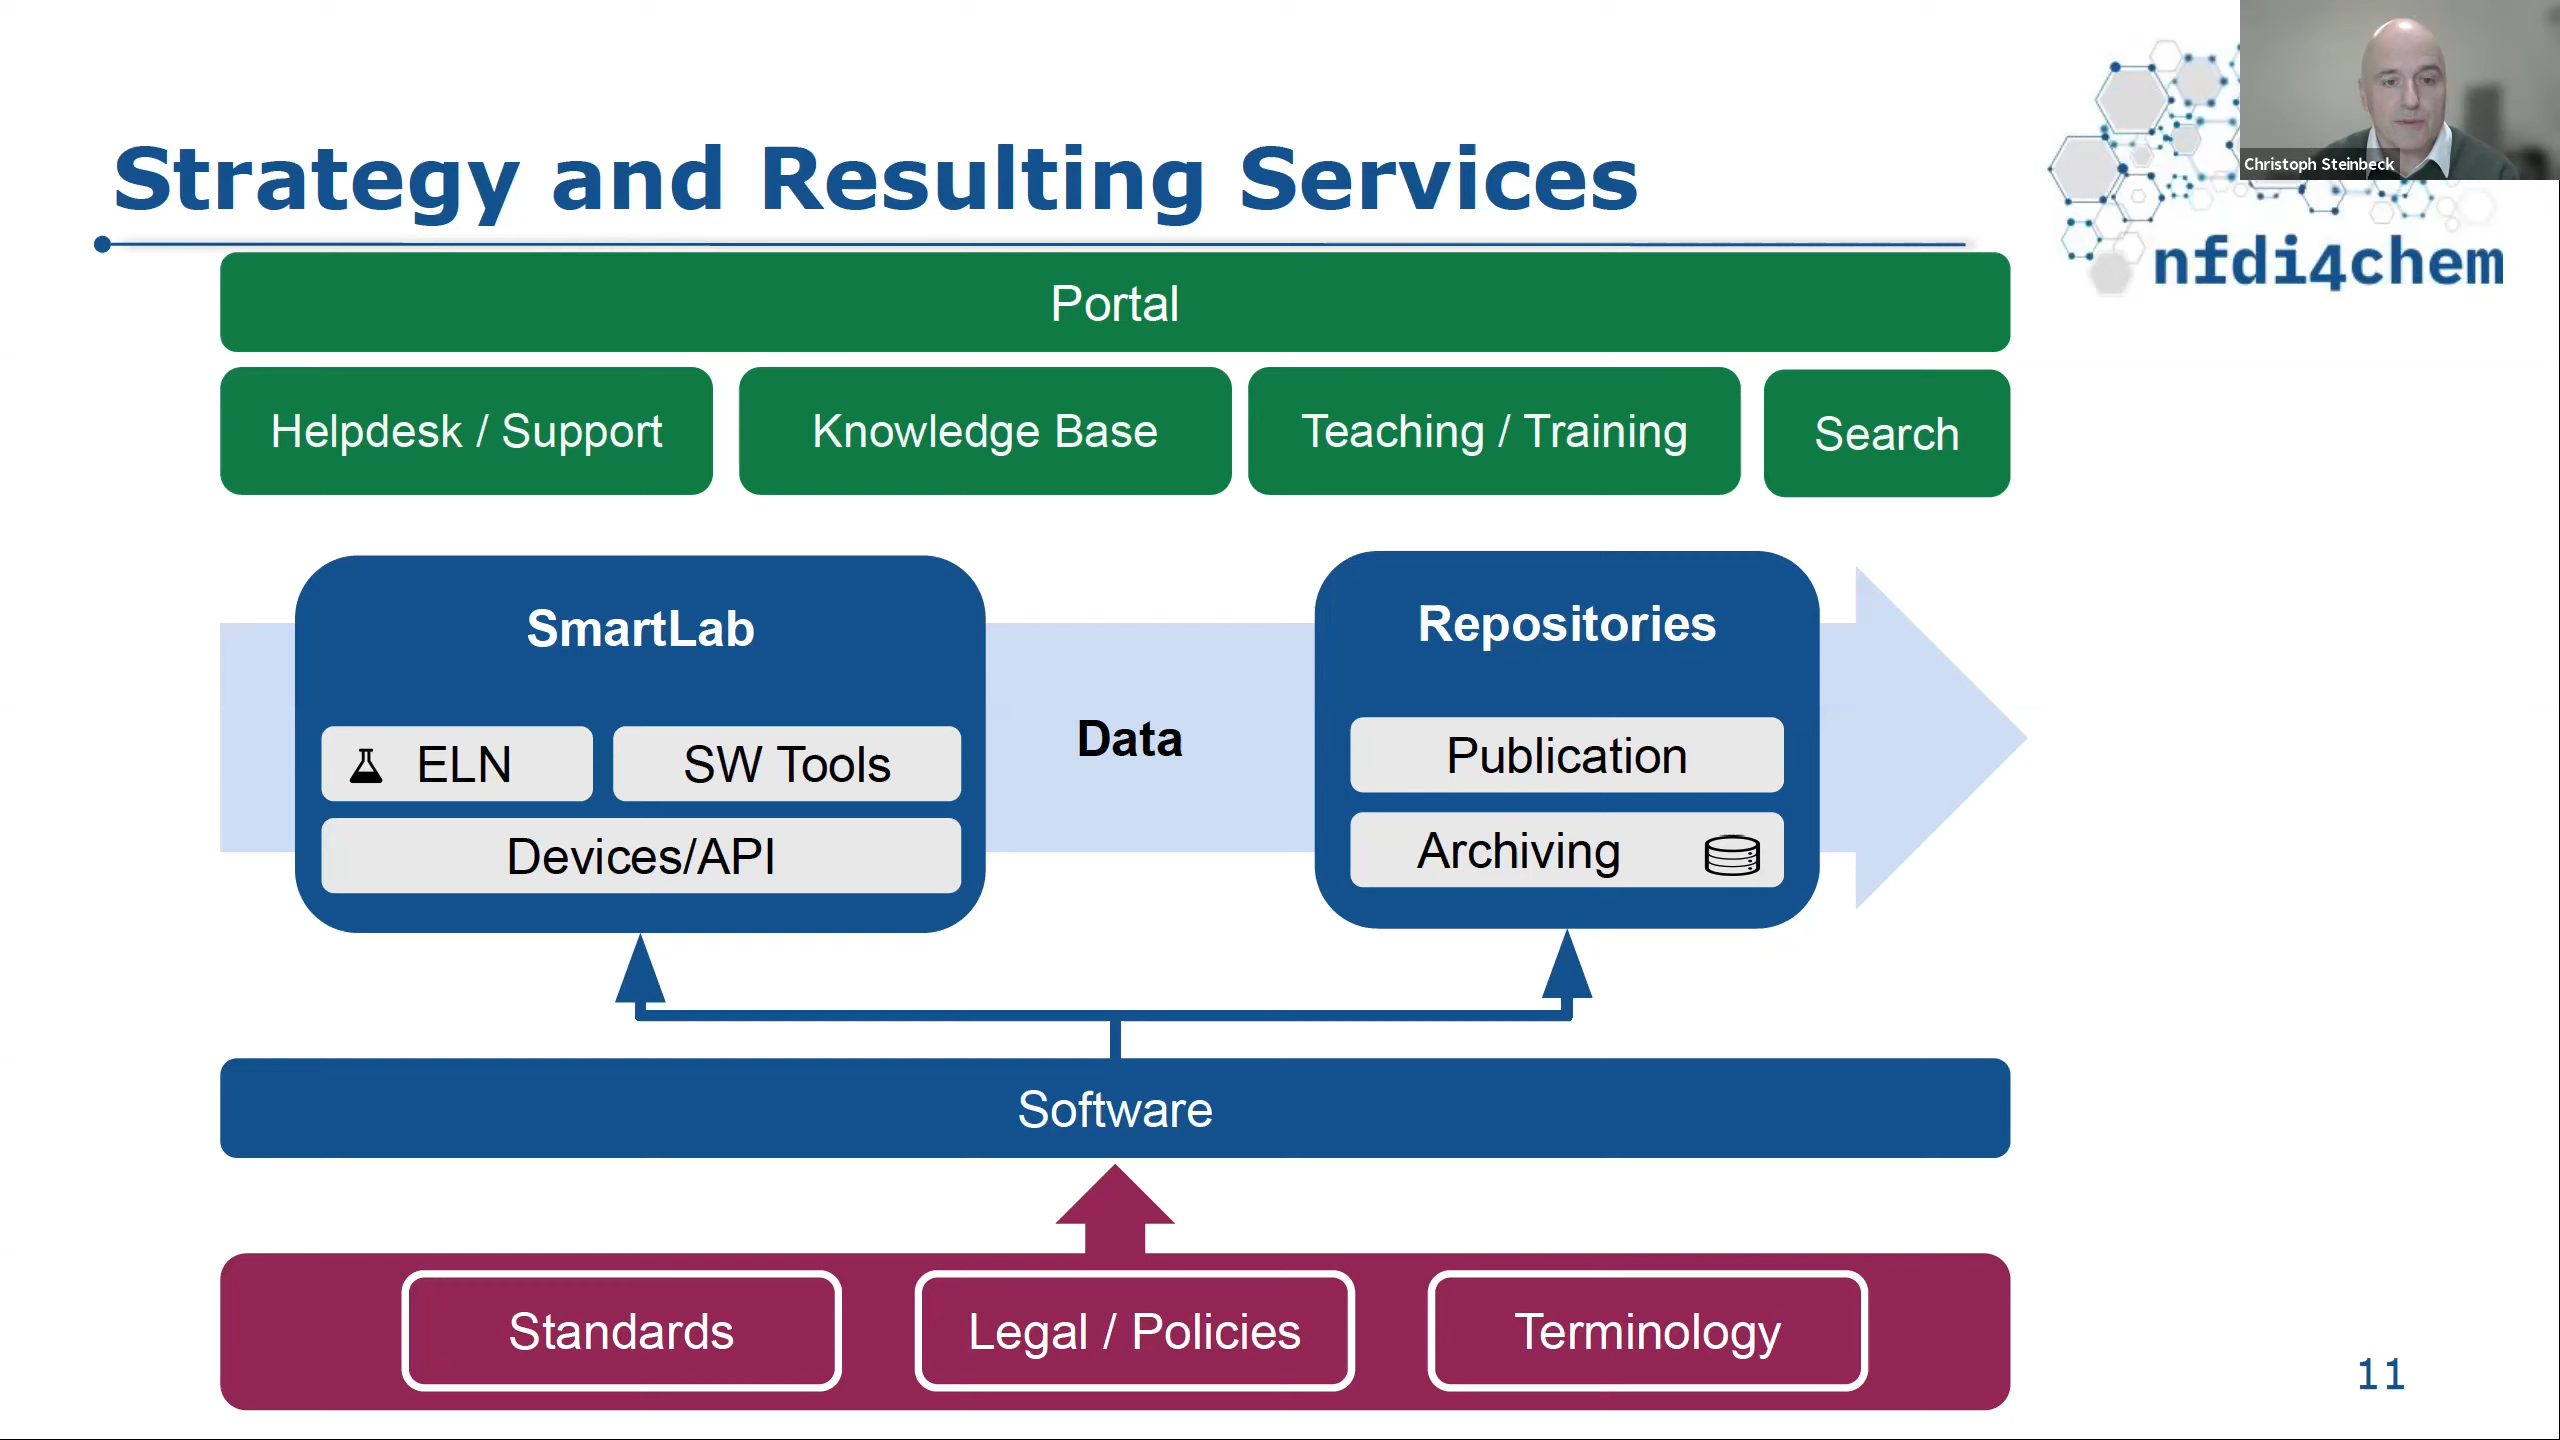 Christoph Steinbeck
Strategy and Resulting Services
nfdi4chem
Portal
Helpdesk / Support
Knowledge Base
Teaching / Training
Search
SmartLab
ELN
SW Tools
Devices/API
Data
Repositories
Publication
Archiving
Software
Standards
Legal / Policies
Terminology
11